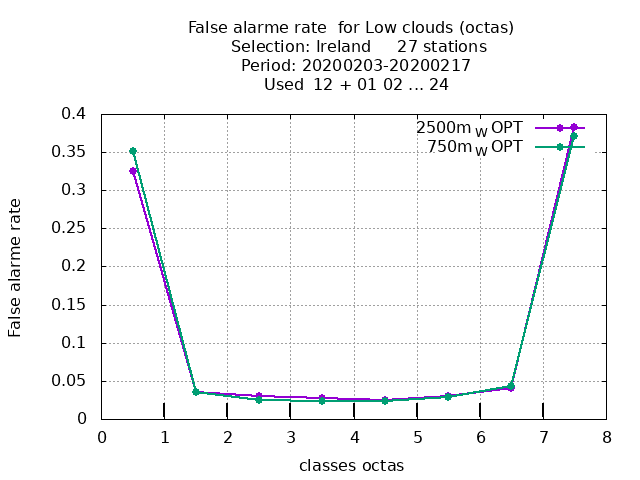 False alarme rate  for Low clouds (octas)
Selection: Ireland     27 stations
Period: 20200203-20200217
Used  12 + 01 02 ... 24
2500m W OPT
750m W OPT
0.4
0.35
0.3
0.25
0.2
0.15
0.1
0.05
0
False alarme rate
0 1 2 3 4 5 6 7 8
classes octas